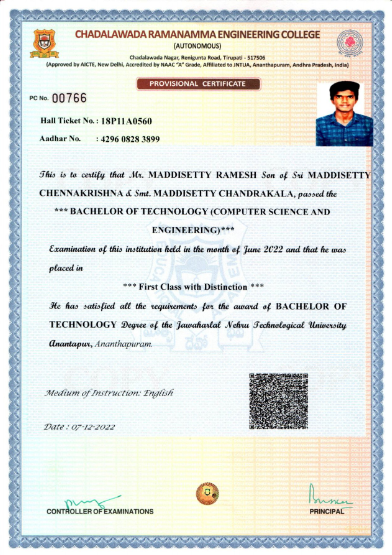 CHADALAWADA RAMANAMMA ENGINEERING COLLEGE
(AUTONOMOUS)
Chadalawada Nagar, Renigunta Road, Tirupati - 517506
(Approved by AICTE, New Delhi, Accredited by NAAC "A" Grade, Affiliated to JNTUA, Ananthapuram, Andhra Pradesh, India)
PROVISIONAL CERTIFICATE
PC No. 00766
Hall Ticket No. : 18P11A0560
Aadhar No. : 4296 0828 3899
This is to certify that Mr. MADDISETTY RAMESH Son of Sri MADDISETTY
CHENNAKRISHNA & Smt. MADDISETTY CHANDRAKALA, passed the
*** BACHELOR OF TECHNOLOGY (COMPUTER SCIENCE AND
ENGINEERING)***
Examination of this institution held in the month of June 2022 and that he was
placed in
*** First Class with Distinction ***
He has satisfied all the requirements for the award of BACHELOR OF
TECHNOLOGY Degree of the Jawaharlal Nehru Technological University
Anantapur, Ananthapuram.
Medium of Instruction: English
Date : 07-12-2022
CONTROLLER OF EXAMINATIONS
PRINCIPAL